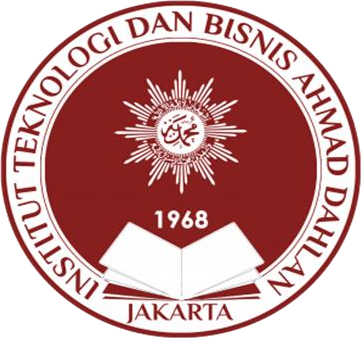 INSTITUT TEKNOLOGI DAN BISNIS AHMAD DAHLAN
1968
JAKARTA